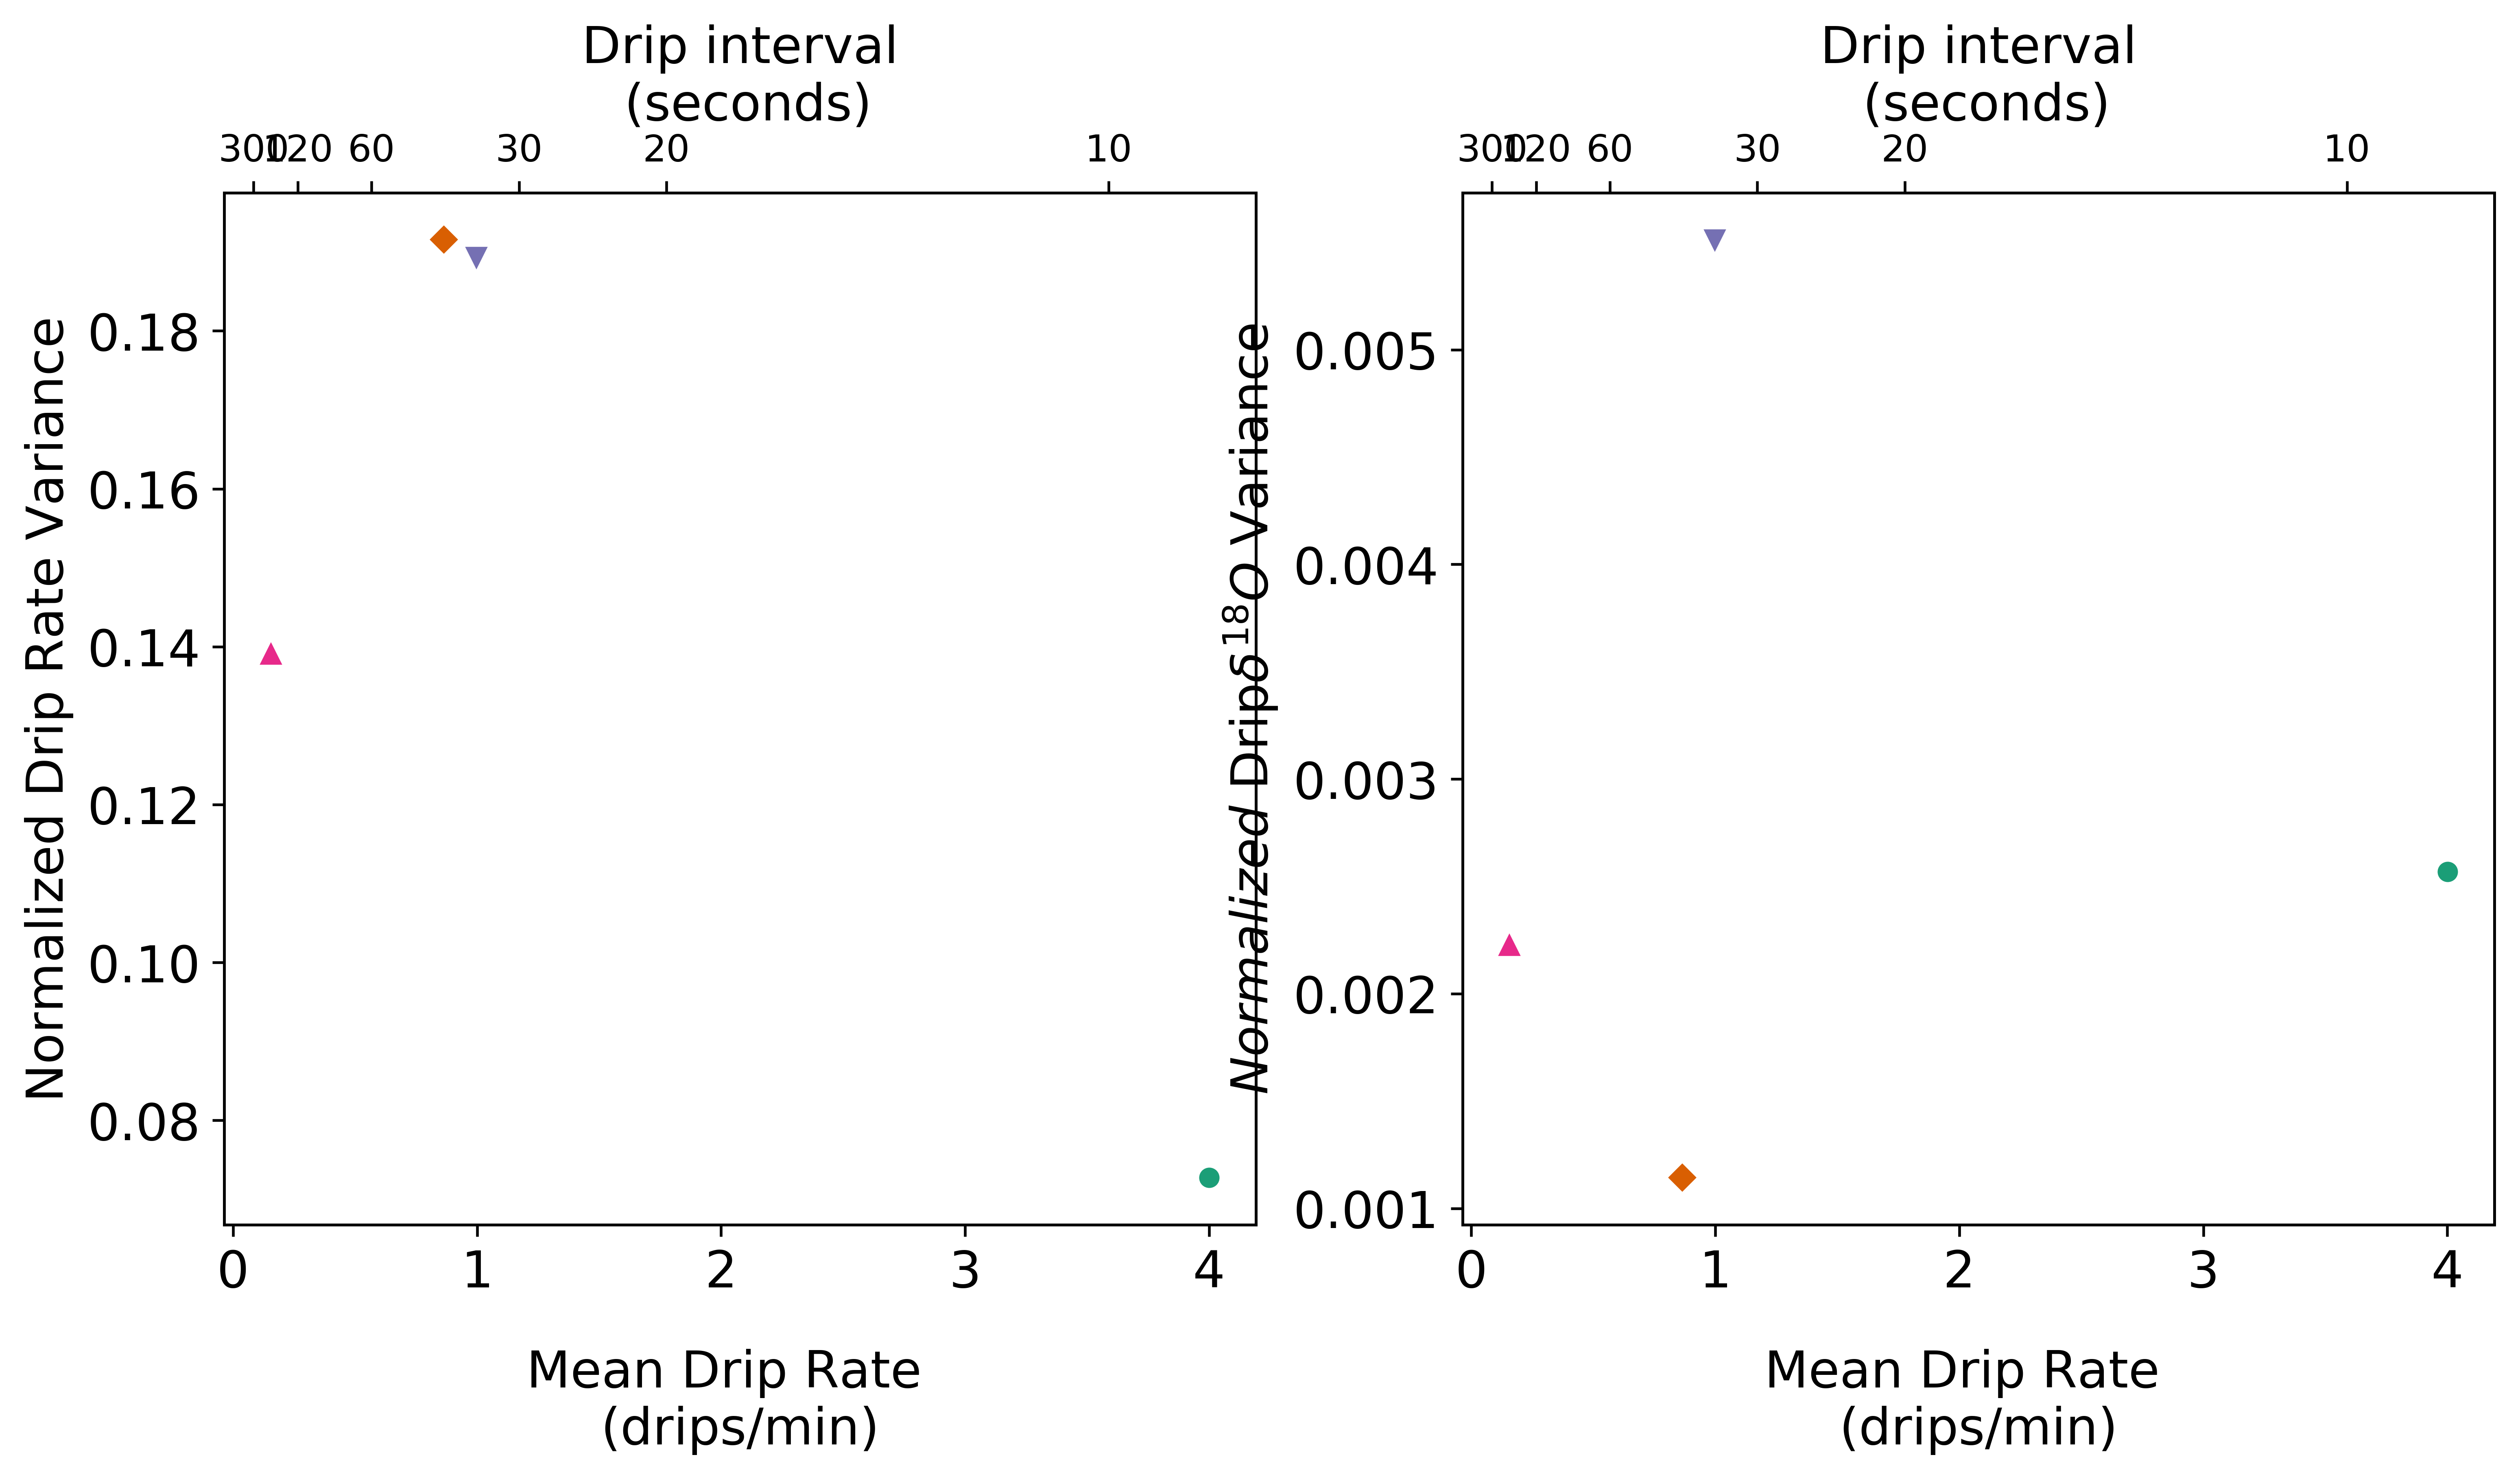 Drip interval
(seconds)
300 120 60 30 20 10
Normalized Drip Rate Variance
0.18
0.16
0.14
0.12
0.10
0.08
0 1 2 3 4
Mean Drip Rate
(drips/min)
Drip interval
(seconds)
300 120 60 30 20 10
Normalized Dripδ¹⁸O Variance
0.005
0.004
0.003
0.002
0.001
0 1 2 3 4
Mean Drip Rate
(drips/min)